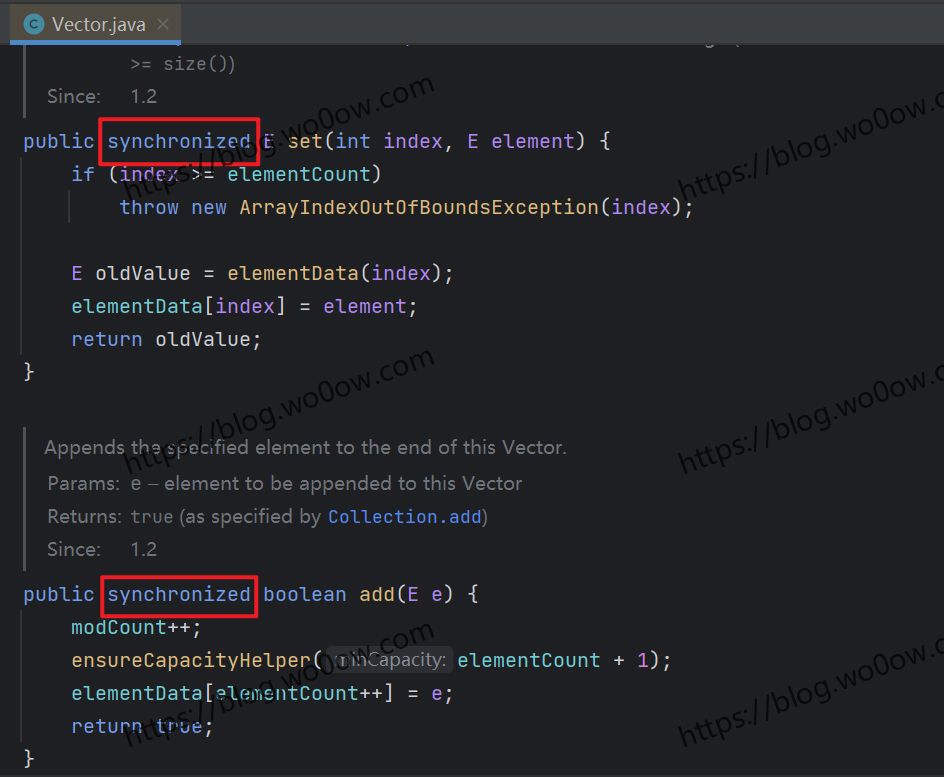 Vector.java
>= size())
Since: 1.2
public synchronized E set(int index, E element) {
if (index >= elementCount)
throw new ArrayIndexOutOfBoundsException(index);
E oldValue = elementData(index);
elementData[index] = element;
return oldValue;
}
Appends the specified element to the end of this Vector.
Params: e – element to be appended to this Vector
Returns: true (as specified by Collection.add)
Since: 1.2
public synchronized boolean add(E e) {
modCount++;
ensureCapacityHelper( minCapacity: elementCount + 1);
elementData[elementCount++] = e;
return true;
}
https://blog.wo0ow.com
https://blog.wo0ow.c
https://blog.wo0ow.com
https://blog.wo0ow.c
https://blog.wo0ow.com
https://blog.wo0ow.c